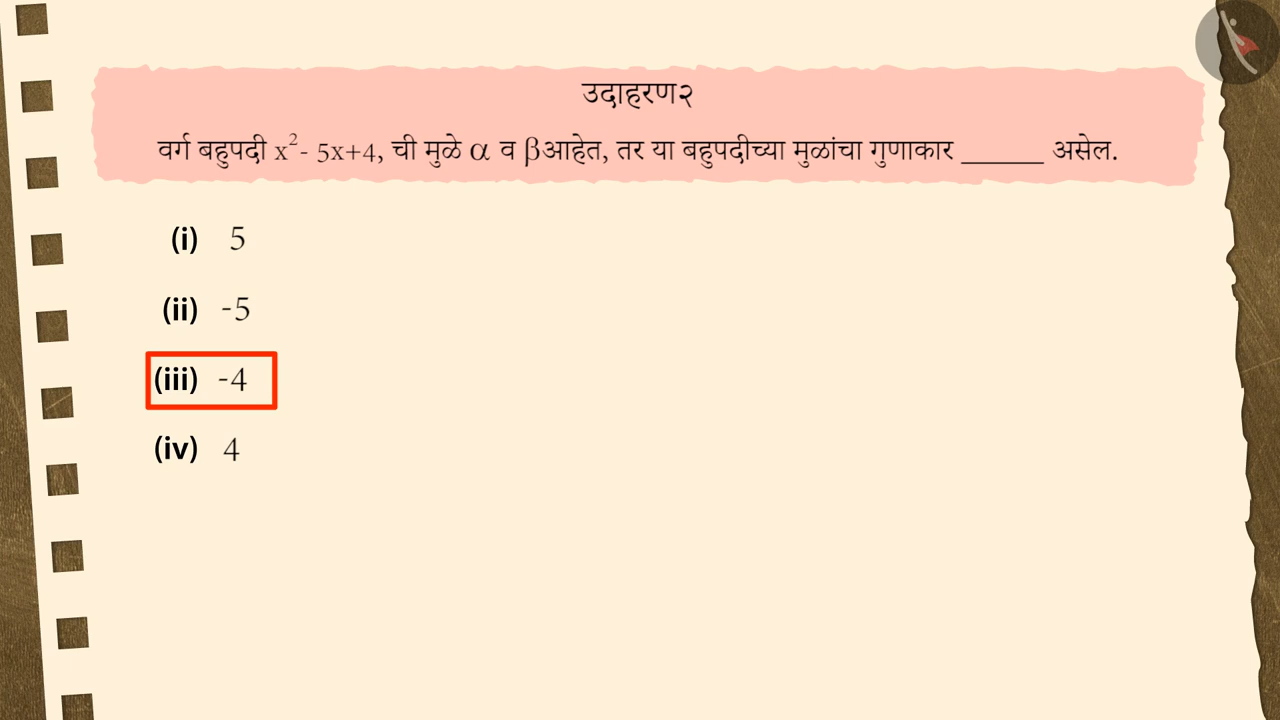 उदाहरण२
वर्ग बहुपदी x²- 5x+4, ची मुळे α व βआहेत, तर या बहुपदीच्या मुळांचा गुणाकार ______ असेल.
(i) 5
(ii) -5
(iii) -4
(iv) 4